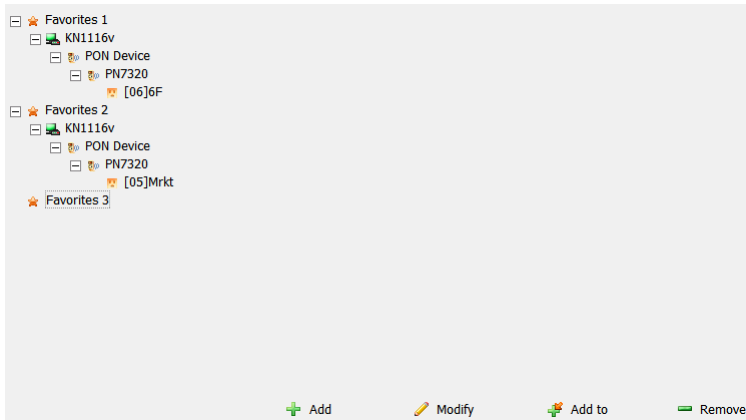 Favorites 1
KN1116v
PON Device
PN7320
[06]6F
Favorites 2
KN1116v
PON Device
PN7320
[05]Mrkt
Favorites 3
Add Modify Add to Remove